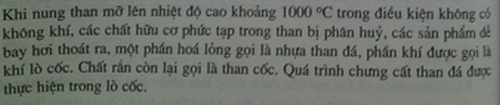 Khi nung than mỡ lên nhiệt độ cao khoảng 1000 °C trong điều kiện không có
không khí, các chất hữu cơ phức tạp trong than bị phân huỷ, các sản phẩm dễ
bay hơi thoát ra, một phần hoá lỏng gọi là nhựa than đá, phần khí được gọi là
khí lò cốc. Chất rắn còn lại gọi là than cốc. Quá trình chưng cất than đá được
thực hiện trong lò cốc.